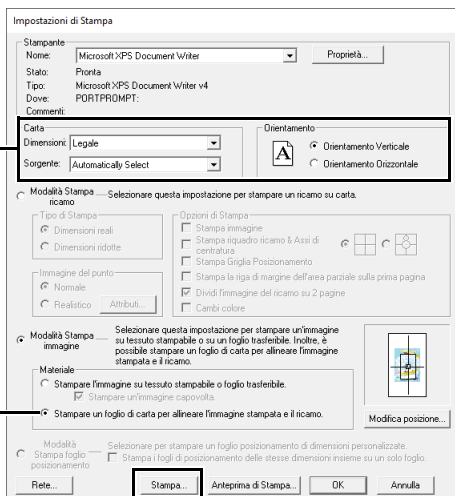 Impostazioni di Stampa
Stampante
Nome: Microsoft XPS Document Writer Proprietà...
Stato: Pronta
Tipo: Microsoft XPS Document Writer v4
Dove: PORTPROMPT:
Commenti:
Carta Orientamento
Dimensioni: Legale
A Orientamento Verticale
Sorgente: Automatically Select Orientamento Orizzontale
Modalità Stampa ricamo Selezionare questa impostazione per stampare un ricamo su carta.
Tipo di Stampa
Dimensioni reali
Dimensioni ridotte
Opzioni di Stampa
Stampa immagine
Stampa riquadro ricamo & Assi di
centratura
Stampa Griglia Posizionamento
Stampa la riga di margine dell'area parziale sulla prima pagina
Dividi l'immagine del ricamo su 2 pagine
Cambi colore
Immagine del punto
Normale
Realistico Attributi...
Modalità Stampa
immagine
Selezionare questa impostazione per stampare un'immagine
su tessuto stampabile o su un foglio trasferibile. Inoltre, è
possibile stampare un foglio di carta per allineare l'immagine
stampata e il ricamo.
Materiale
Stampare l'immagine su tessuto stampabile o foglio trasferibile.
Stampare un'immagine capovolta.
Stampare un foglio di carta per allineare l'immagine stampata e il ricamo.
Modifica posizione...
Modalità
Stampa foglio
posizionamento
Selezionare per stampare un foglio posizionamento di dimensioni personalizzate.
Stampa i fogli di posizionamento delle stesse dimensioni insieme su un solo foglio.
Rete... Stampa... Anteprima di Stampa... OK Annulla